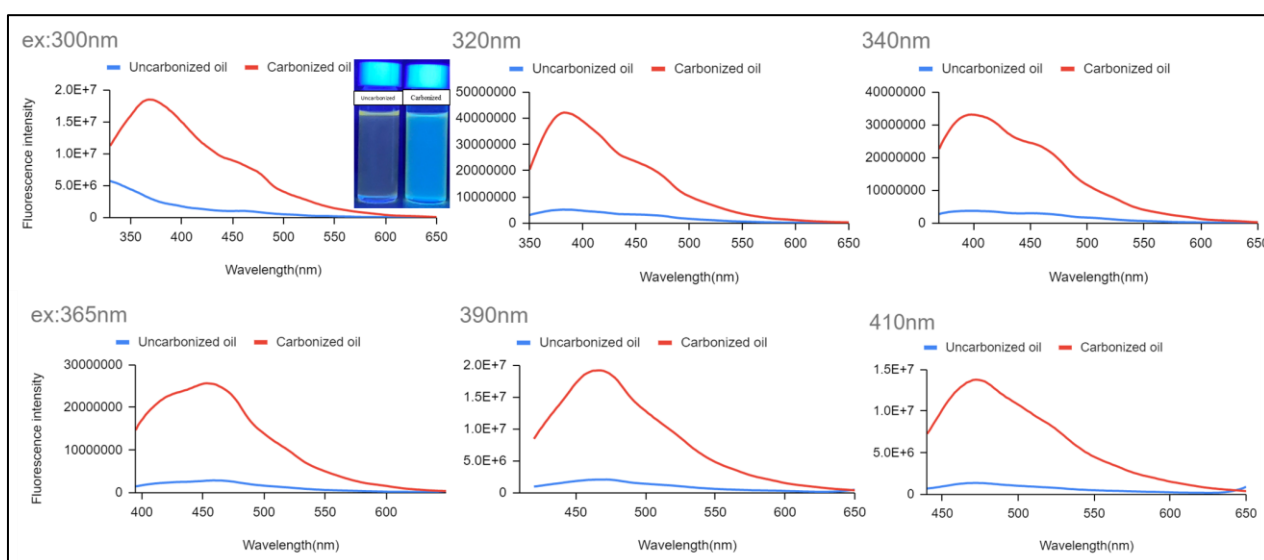 ex:300nm
Uncarbonized oil Carbonized oil
Uncarbonized Carbonized
Fluorescence intensity
2.0E+7
1.5E+7
1.0E+7
5.0E+6
0
350 400 450 500 550 600 650
Wavelength(nm)
320nm
Uncarbonized oil Carbonized oil
50000000
40000000
30000000
20000000
10000000
0
350 400 450 500 550 600 650
Wavelength(nm)
340nm
Uncarbonized oil Carbonized oil
40000000
30000000
20000000
10000000
0
400 450 500 550 600 650
Wavelength(nm)
ex:365nm
Uncarbonized oil Carbonized oil
Fluorescence intensity
30000000
20000000
10000000
0
400 450 500 550 600
Wavelength(nm)
390nm
Uncarbonized oil Carbonized oil
2.0E+7
1.5E+7
1.0E+7
5.0E+6
0
450 500 550 600 650
Wavelength(nm)
410nm
Uncarbonized oil Carbonized oil
1.5E+7
1.0E+7
5.0E+6
0
450 500 550 600 650
Wavelength(nm)